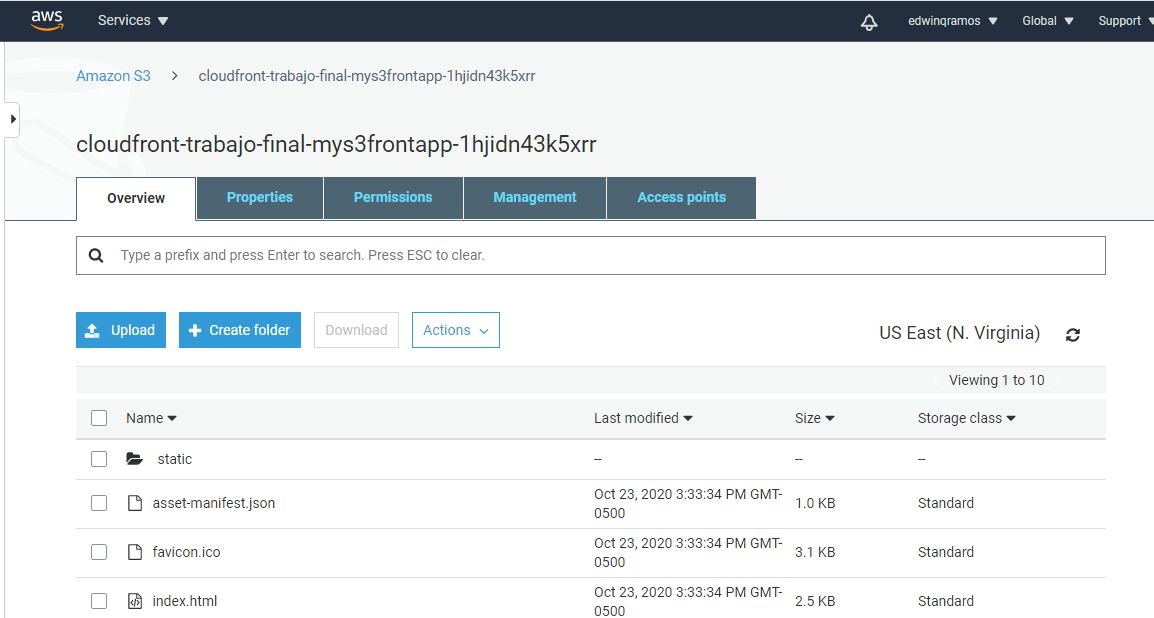 aws Services edwinqramos Global Support
Amazon S3 > cloudfront-trabajo-final-mys3frontapp-1hjidn43k5xrr
cloudfront-trabajo-final-mys3frontapp-1hjidn43k5xrr
Overview Properties Permissions Management Access points
Type a prefix and press Enter to search. Press ESC to clear.
Upload Create folder Download Actions US East (N. Virginia)
Viewing 1 to 10
Name Last modified Size Storage class
static -- -- --
asset-manifest.json Oct 23, 2020 3:33:34 PM GMT- 1.0 KB Standard
0500
favicon.ico Oct 23, 2020 3:33:34 PM GMT- 3.1 KB Standard
0500
index.html Oct 23, 2020 3:33:34 PM GMT- 2.5 KB Standard
0500